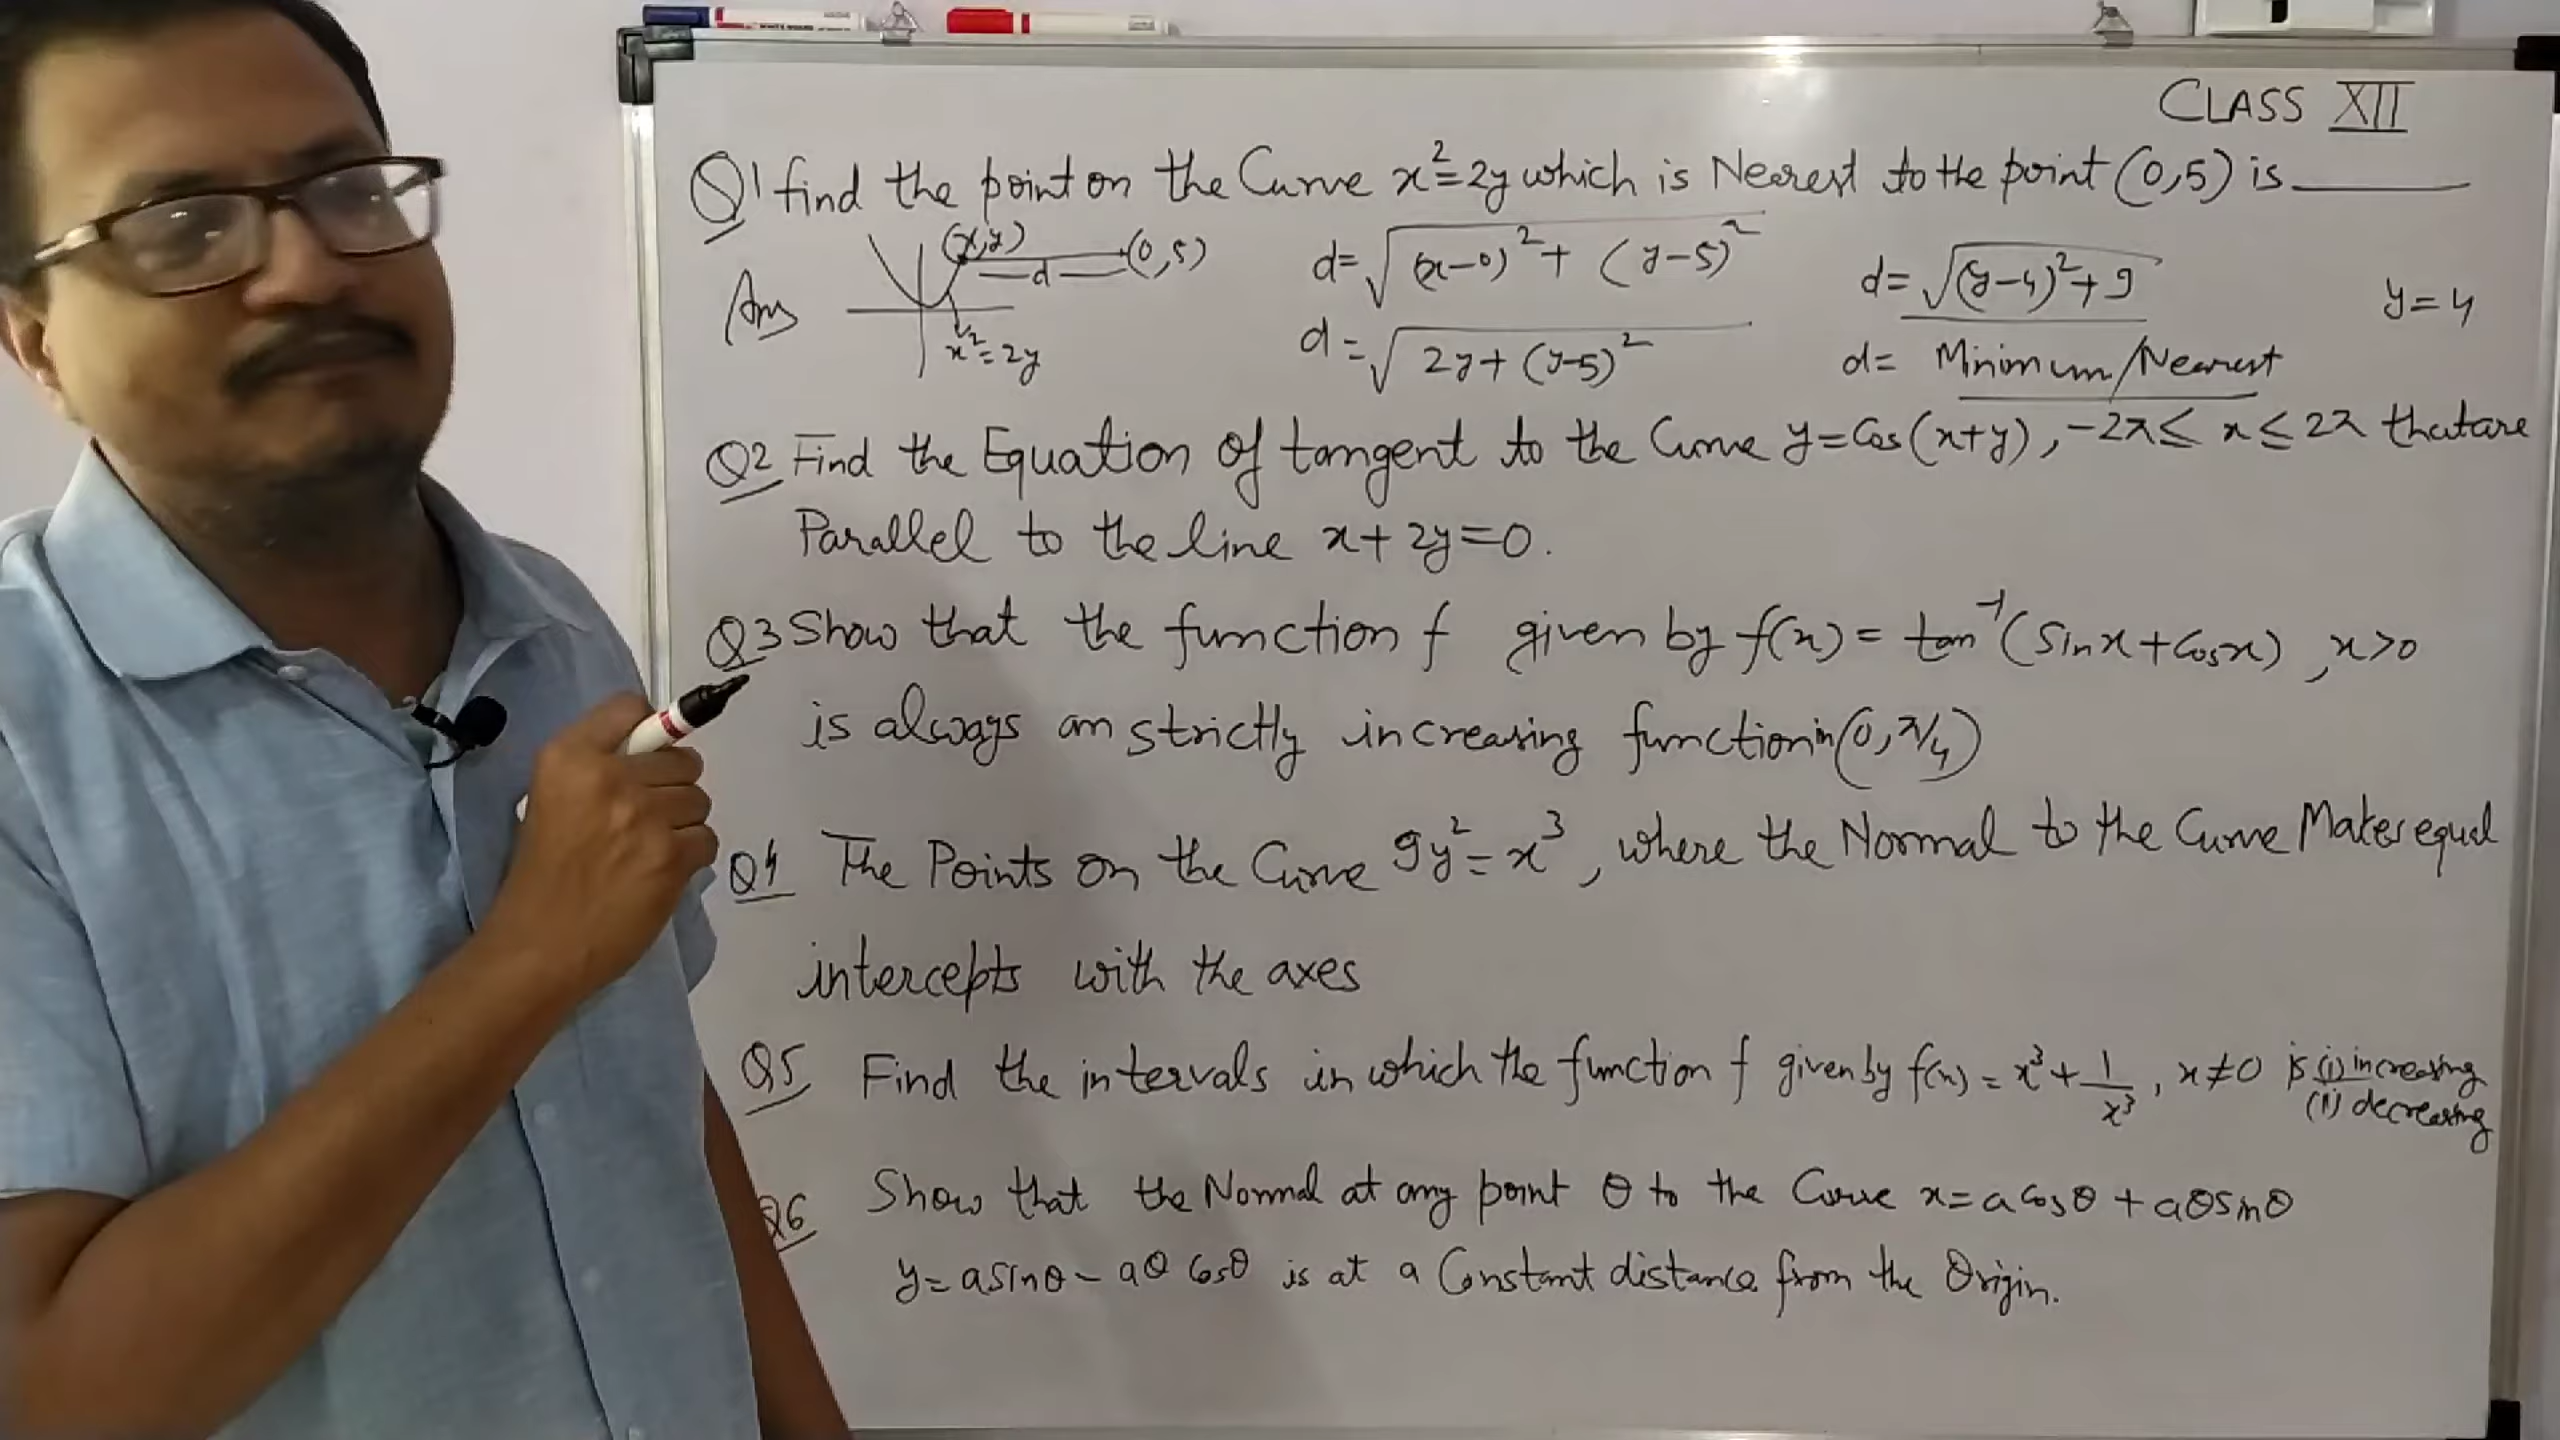 CLASS XII
Q1 find the point on the Curve x²=2y which is Nearest to the point (0,5) is ______
Ans (x,y) (0,5) d x²=2y
d=√((x-0)²+(y-5)²)
d=√(2y+(y-5)²)
d=√((y-4)²+9)
d= Minimum/Nearest
y=4
Q2 Find the Equation of tangent to the Curve y=Cos(x+y), -2π≤ x ≤2π that are
Parallel to the line x+2y=0.
Q3 Show that the function f given by f(x)= tan⁻¹(Sinx+Cosx), x>0
is always an strictly increasing function in (0,π/4)
Q4 The Points on the Curve 9y²=x³, where the Normal to the Curve Makes equal
intercepts with the axes
Q5 Find the intervals in which the function f given by f(x)=x³+1/x³, x≠0 is (i) increasing
(ii) decreasing
Q6 Show that the Normal at any point θ to the Curve x=aCosθ+aθSinθ
y=aSinθ-aθCosθ is at a Constant distance from the Origin.